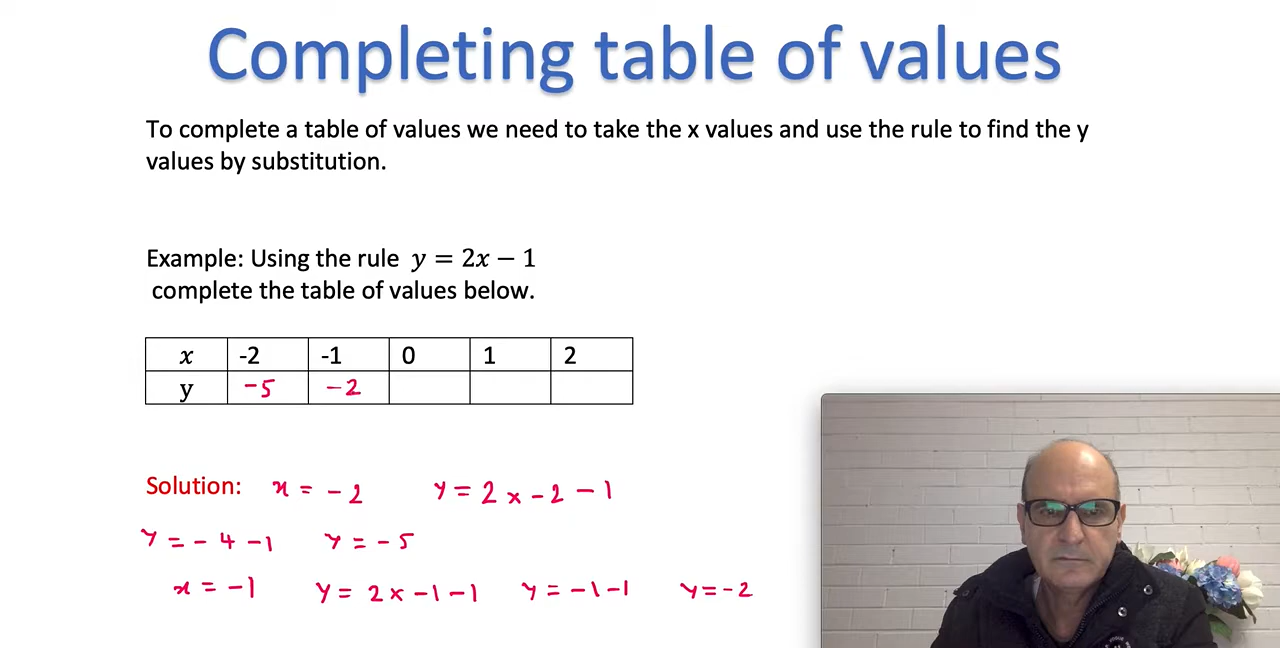 Completing table of values
To complete a table of values we need to take the x values and use the rule to find the y
values by substitution.
Example: Using the rule y = 2x − 1
complete the table of values below.
x -2 -1 0 1 2
y -5 -2
Solution: x = -2 y = 2 x -2 -1
y = -4 -1 y = -5
x = -1 y = 2 x -1 -1 y = -1 -1 y = -2